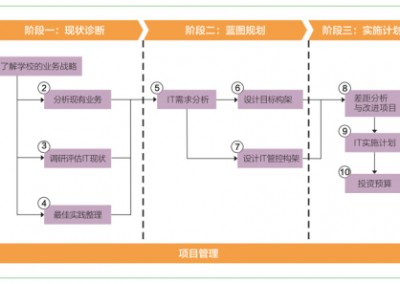 阶段一：现状诊断
阶段二：蓝图规划
阶段三：实施计划
了解学校的业务战略
② 分析现有业务
③ 调研评估IT现状
④ 最佳实践整理
⑤ IT需求分析
⑥ 设计目标构架
⑦ 设计IT管控构架
⑧ 差距分析
与改进项目
⑨ IT实施计划
⑩ 投资预算
项目管理